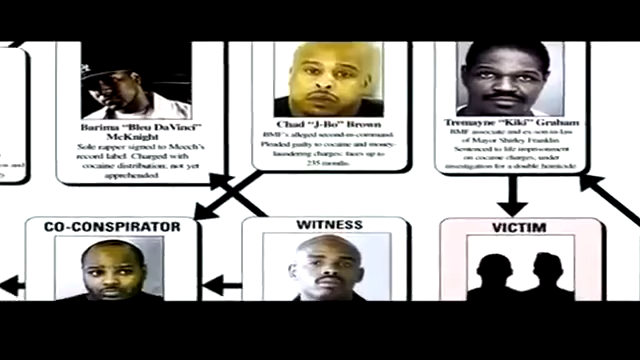 Barima "Bleu DaVinci"
McKnight
Sole rapper signed to Meech's
record label. Charged with
cocaine distribution, not yet
apprehended.
Chad "J-Bo" Brown
BMF's alleged second-in-command.
Pleaded guilty to cocaine and money-
laundering charges; faces up to
235 months.
Tremayne "Kiki" Graham
BMF associate and ex-son-in-law
of Mayor Shirley Franklin.
Sentenced to life imprisonment
on cocaine charges, under
investigation for a double homicide.
and
CO-CONSPIRATOR
WITNESS
VICTIM